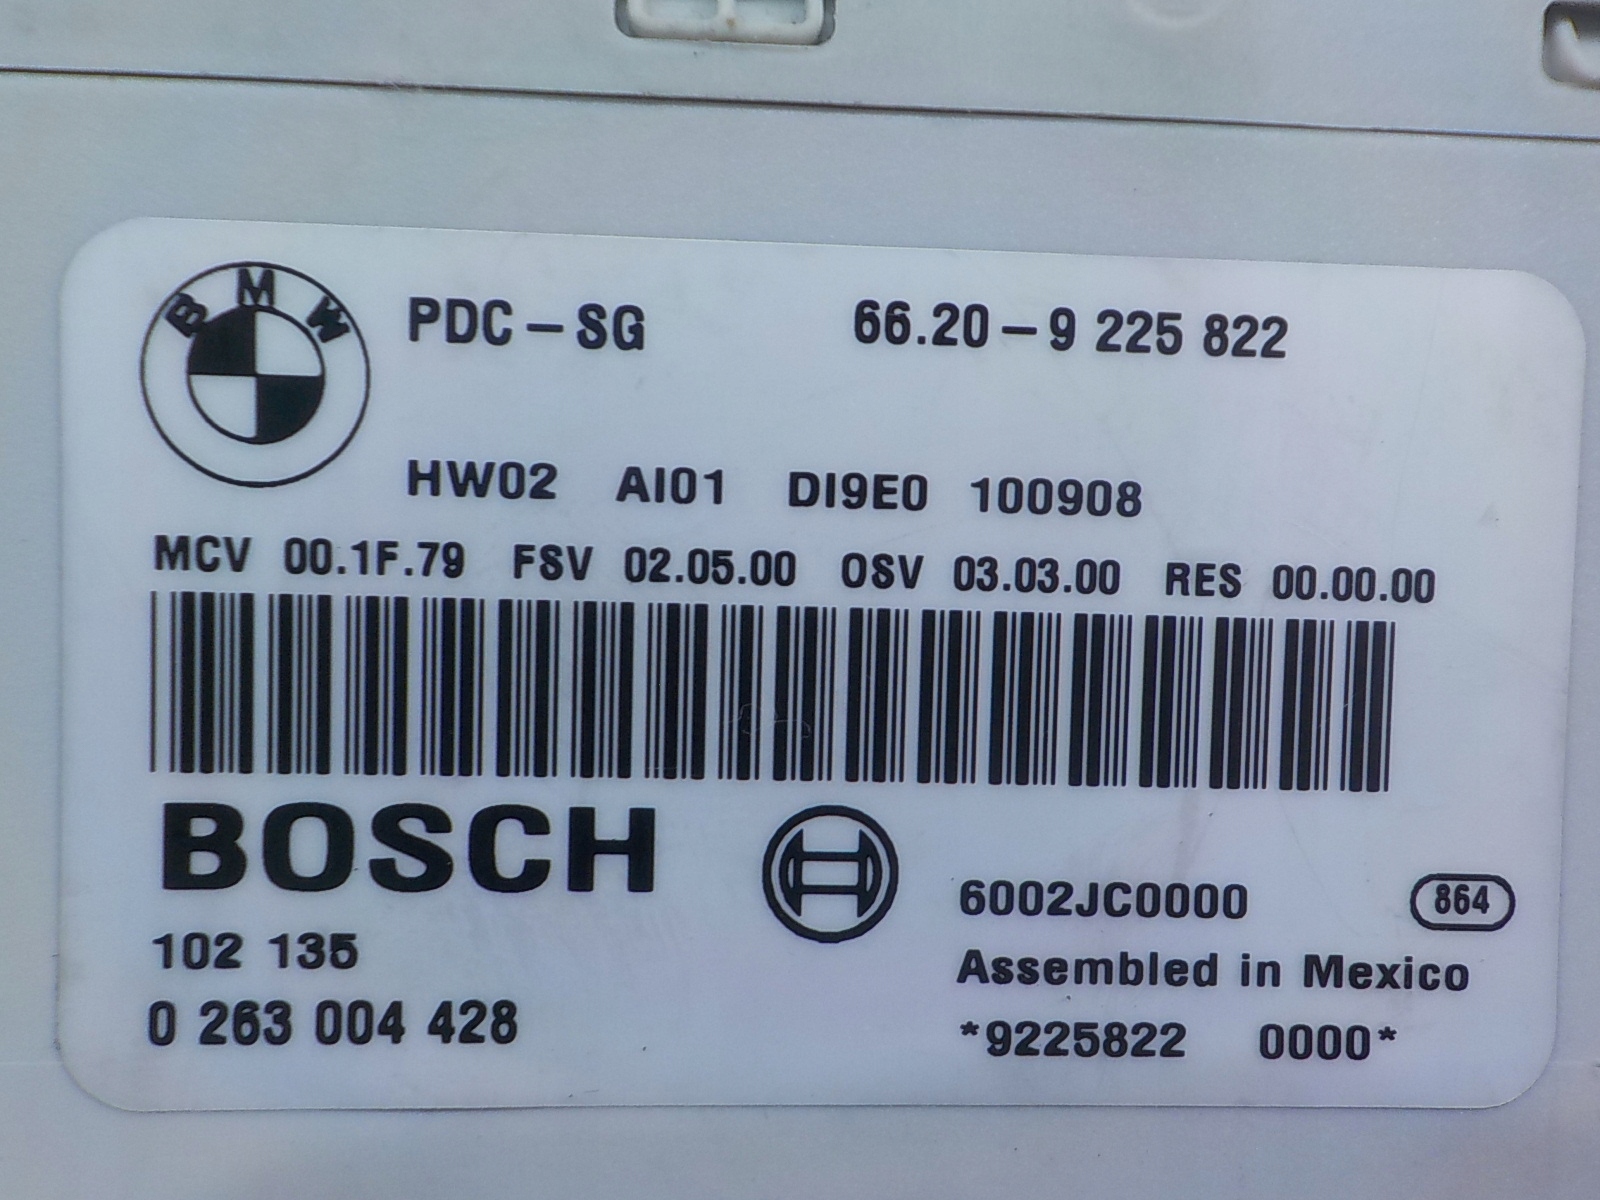 BMW
PDC-SG 66.20-9 225 822
HW02 AI01 DI9E0 100908
MCV 00.1F.79 FSV 02.05.00 OSV 03.03.00 RES 00.00.00
BOSCH
6002JC0000 864
102 135
Assembled in Mexico
0 263 004 428
*9225822 0000*